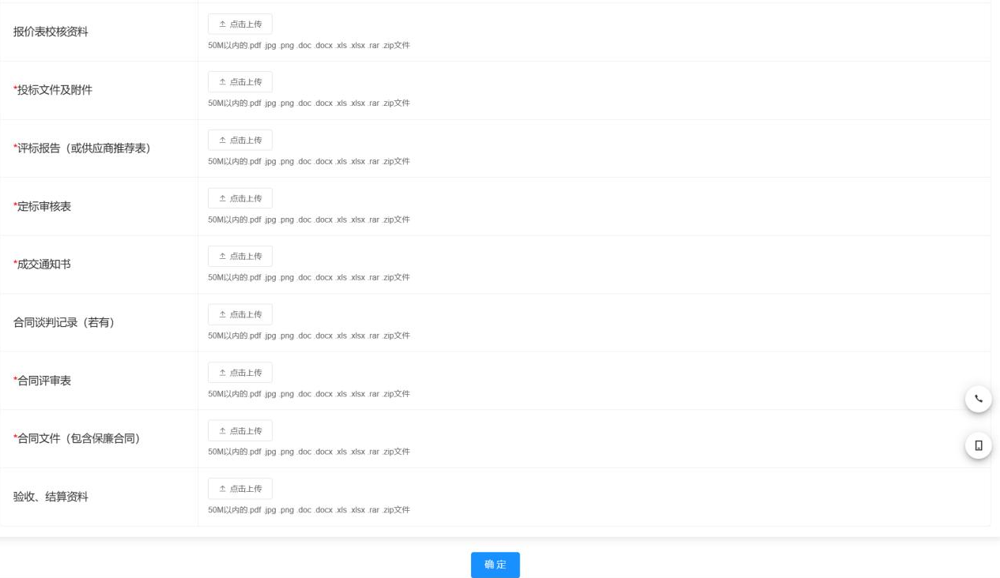 报价表校核资料
点击上传
50M以内的.pdf .jpg .png .doc .docx .xls .xlsx .rar .zip文件
*投标文件及附件
点击上传
50M以内的.pdf .jpg .png .doc .docx .xls .xlsx .rar .zip文件
*评标报告（或供应商推荐表）
点击上传
50M以内的.pdf .jpg .png .doc .docx .xls .xlsx .rar .zip文件
*定标审核表
点击上传
50M以内的.pdf .jpg .png .doc .docx .xls .xlsx .rar .zip文件
*成交通知书
点击上传
50M以内的.pdf .jpg .png .doc .docx .xls .xlsx .rar .zip文件
合同谈判记录（若有）
点击上传
50M以内的.pdf .jpg .png .doc .docx .xls .xlsx .rar .zip文件
*合同评审表
点击上传
50M以内的.pdf .jpg .png .doc .docx .xls .xlsx .rar .zip文件
*合同文件（包含保廉合同）
点击上传
50M以内的.pdf .jpg .png .doc .docx .xls .xlsx .rar .zip文件
验收、结算资料
点击上传
50M以内的.pdf .jpg .png .doc .docx .xls .xlsx .rar .zip文件
确 定